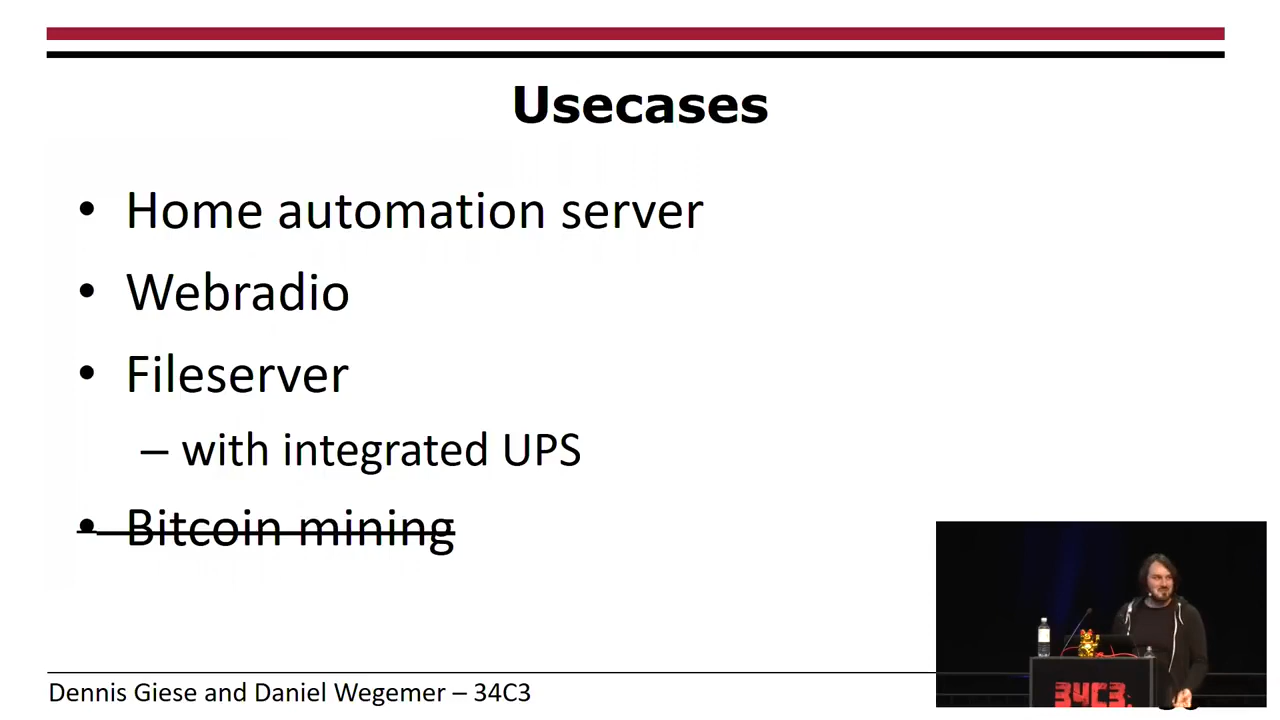 Usecases
• Home automation server
• Webradio
• Fileserver
– with integrated UPS
• Bitcoin mining
Dennis Giese and Daniel Wegemer – 34C3
34C3